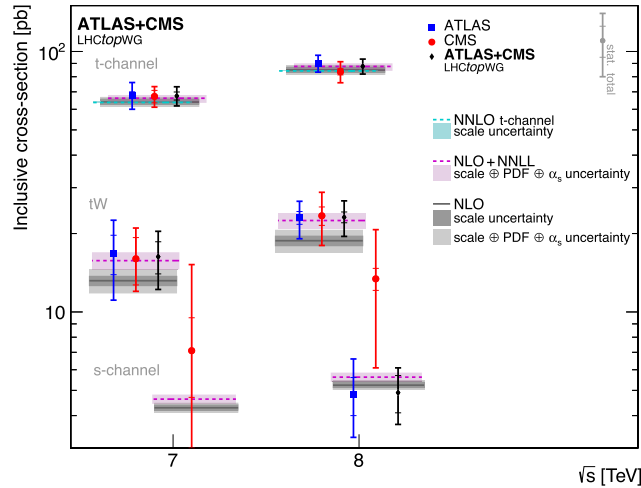 ATLAS+CMS
LHCtopWG
t-channel
tW
s-channel
ATLAS
CMS
ATLAS+CMS
LHCtopWG
stat. total
NNLO t-channel
scale uncertainty
NLO+NNLL
scale ⊕ PDF ⊕ αs uncertainty
NLO
scale uncertainty
scale ⊕ PDF ⊕ αs uncertainty
Inclusive cross-section [pb]
10²
10
7
8
√s [TeV]